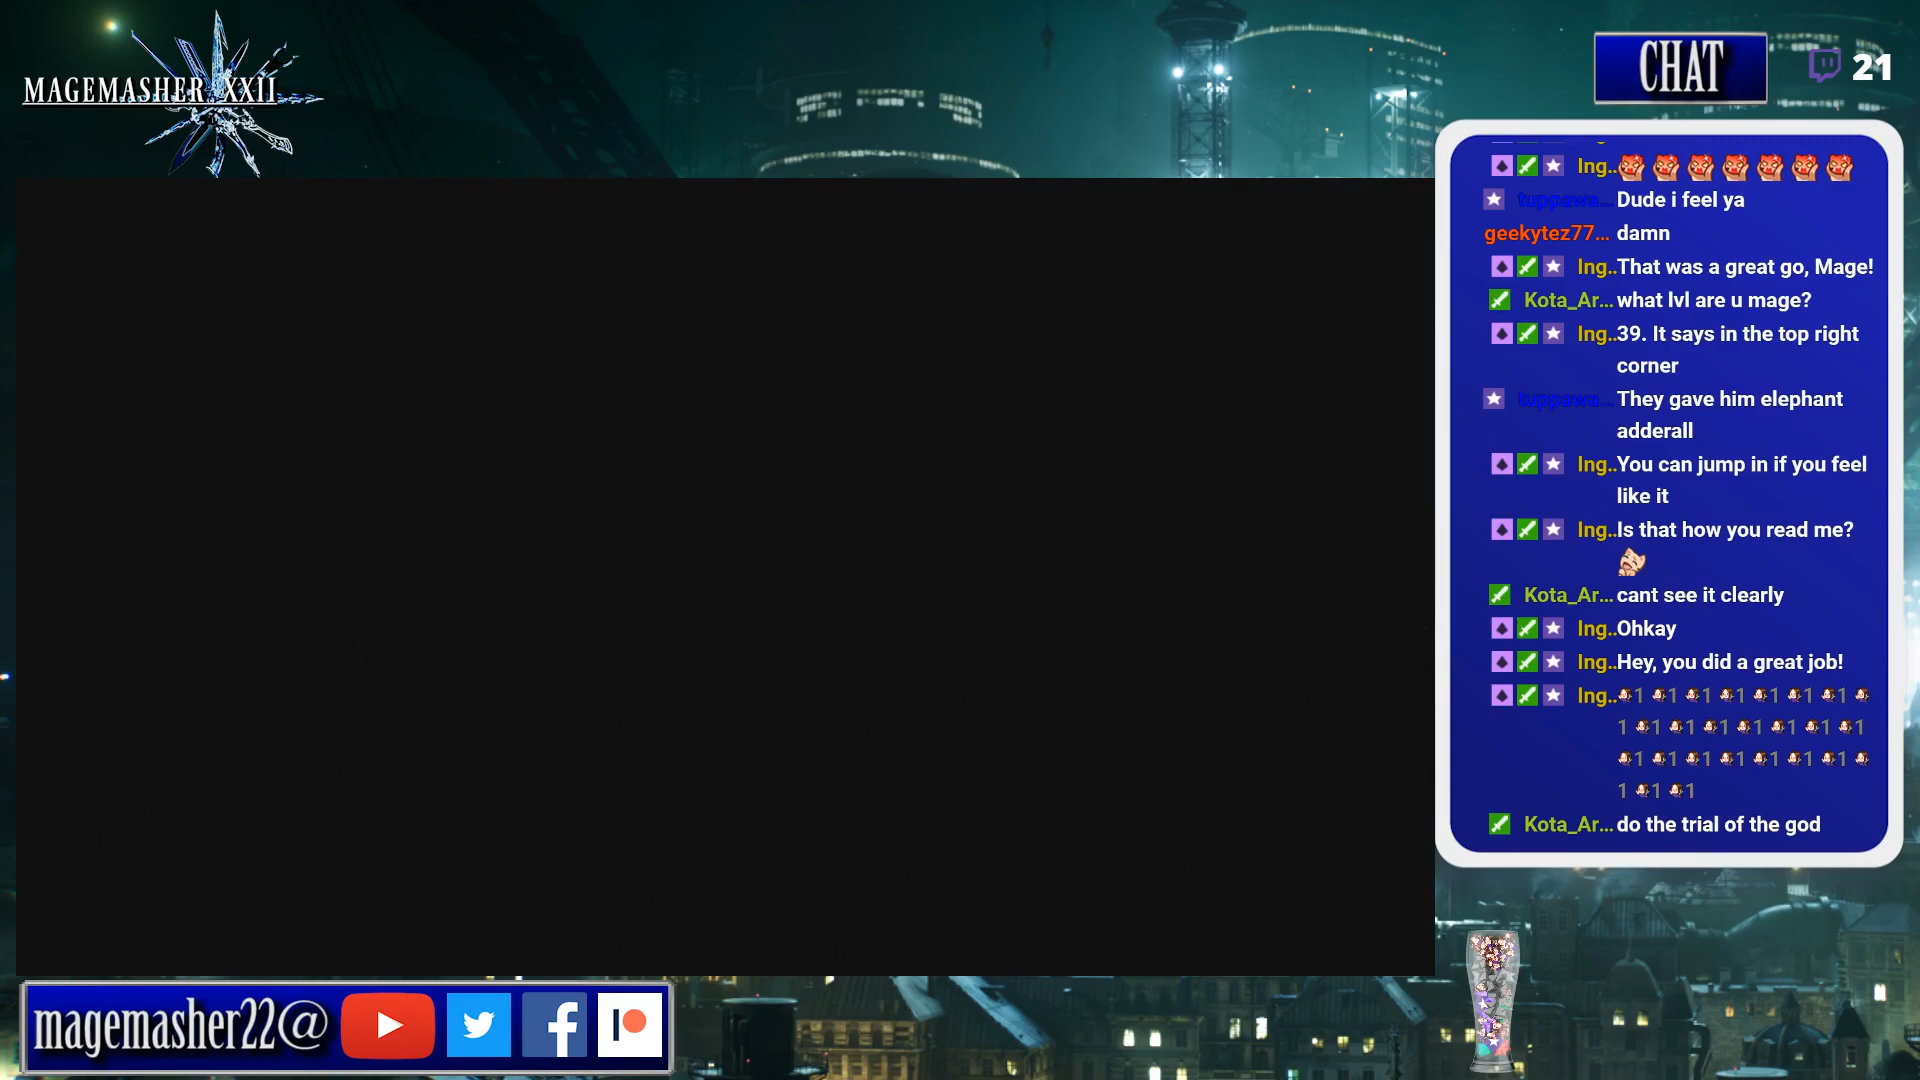 MAGEMASHER XXII
CHAT
21
Ing..
tuppawa... Dude i feel ya
geekytez77... damn
Ing..That was a great go, Mage!
Kota_Ar... what lvl are u mage?
Ing..39. It says in the top right
corner
tuppawa... They gave him elephant
adderall
Ing..You can jump in if you feel
like it
Ing..Is that how you read me?
Kota_Ar... cant see it clearly
Ing..Ohkay
Ing..Hey, you did a great job!
Ing.. 1 1 1 1 1 1 1
1 1 1 1 1 1 1 1
1 1 1 1 1 1 1
1 1 1
Kota_Ar... do the trial of the god
magemasher22@